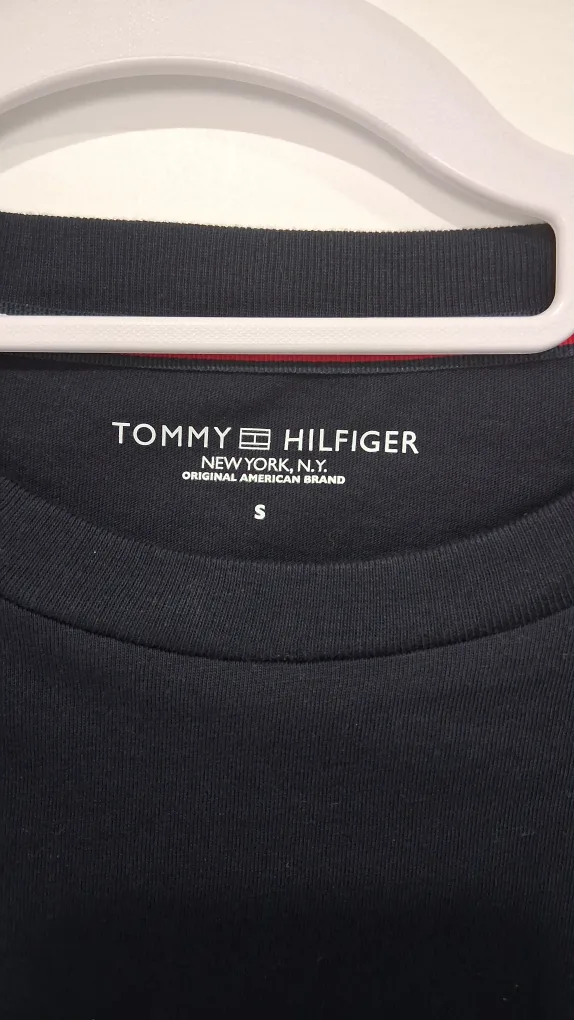 TOMMY HILFIGER
NEW YORK, N.Y.
ORIGINAL AMERICAN BRAND
S